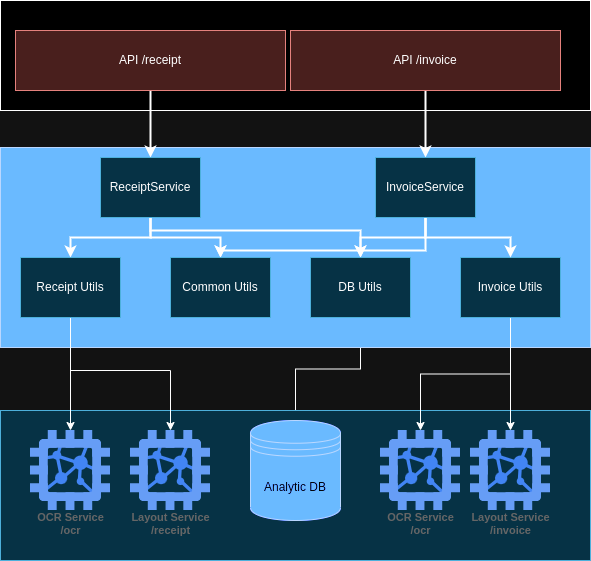 API /receipt
API /invoice
ReceiptService
InvoiceService
Receipt Utils
Common Utils
DB Utils
Invoice Utils
Analytic DB
OCR Service
/ocr
Layout Service
/receipt
OCR Service
/ocr
Layout Service
/invoice